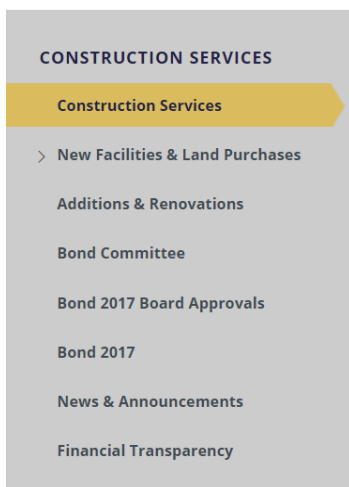 CONSTRUCTION SERVICES
Construction Services
New Facilities & Land Purchases
Additions & Renovations
Bond Committee
Bond 2017 Board Approvals
Bond 2017
News & Announcements
Financial Transparency